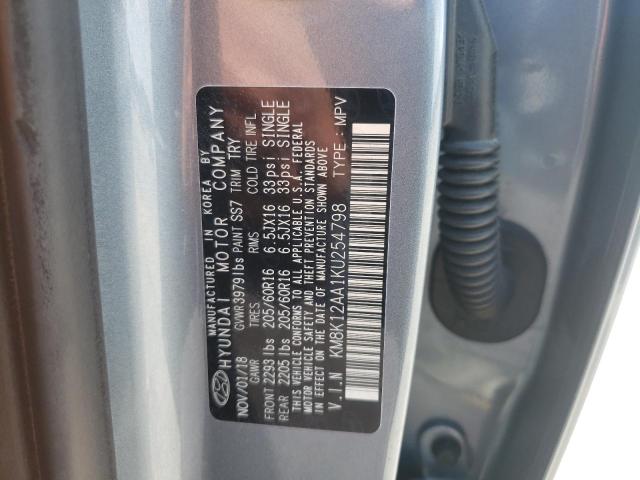 MANUFACTURED IN KOREA BY
HYUNDAI MOTOR COMPANY
NOV/01/18 GVWR 3979 lbs PAINT SS7 TRIM TRY
GAWR TIRES RIMS COLD TIRE INFL
FRONT 2293 lbs 205/60R16 6.5JX16 33psi SINGLE
REAR 2205 lbs 205/60R16 6.5JX16 33psi SINGLE
THIS VEHICLE CONFORMS TO ALL APPLICABLE U.S.A. FEDERAL
MOTOR VEHICLE SAFETY AND THEFT PREVENTION STANDARDS
IN EFFECT ON THE DATE OF MANUFACTURE SHOWN ABOVE
V.I.N KM8K12AA1KU254798 TYPE : MPV